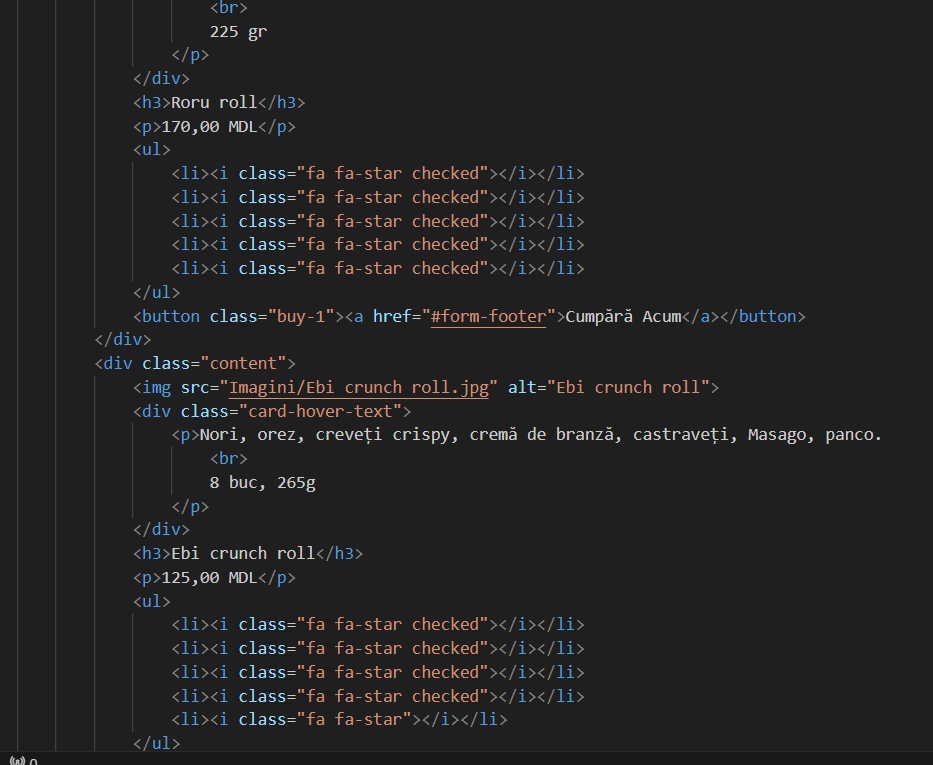 <br>
225 gr
</p>
</div>
<h3>Roru roll</h3>
<p>170,00 MDL</p>
<ul>
<li><i class="fa fa-star checked"></i></li>
<li><i class="fa fa-star checked"></i></li>
<li><i class="fa fa-star checked"></i></li>
<li><i class="fa fa-star checked"></i></li>
<li><i class="fa fa-star checked"></i></li>
</ul>
<button class="buy-1"><a href="#form-footer">Cumpără Acum</a></button>
</div>
<div class="content">
<img src="Imagini/Ebi crunch roll.jpg" alt="Ebi crunch roll">
<div class="card-hover-text">
<p>Nori, orez, creveți crispy, cremă de branză, castraveți, Masago, panco.
<br>
8 buc, 265g
</p>
</div>
<h3>Ebi crunch roll</h3>
<p>125,00 MDL</p>
<ul>
<li><i class="fa fa-star checked"></i></li>
<li><i class="fa fa-star checked"></i></li>
<li><i class="fa fa-star checked"></i></li>
<li><i class="fa fa-star checked"></i></li>
<li><i class="fa fa-star"></i></li>
</ul>
0